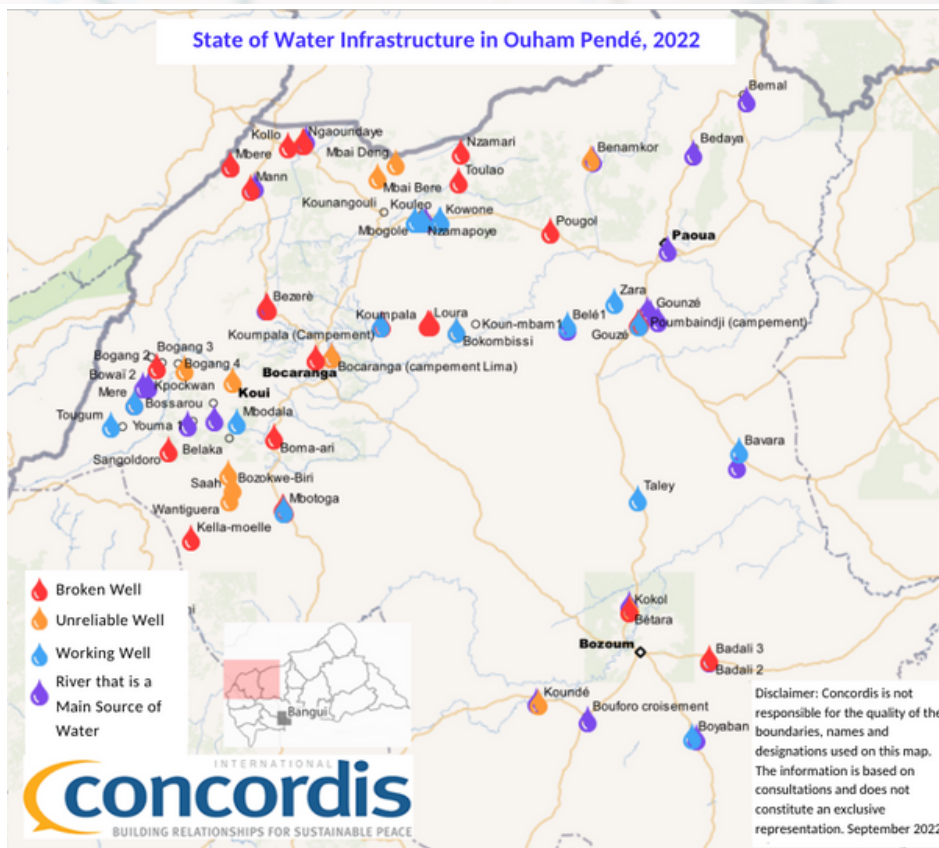 State of Water Infrastructure in Ouham Pendé, 2022
Bemal
Kollo
Ngaoundaye
Nzamari
Bedaya
Mbere
Mbai Deng
Benamkor
Mann
Toulao
Mbai Bere
Kounangouli
Kouleo
Kowone
Mbogole
Nzamapoye
Pougol
Paoua
Bezerè
Zara
Gounzé
Koumpala
Loura
Koun-mbam1
Belé1
Poumbaindji (campement)
Koumpala (Campement)
Bokombissi
Gouzé
Bogang 2
Bogang 3
Bogang 4
Bocaranga
Bocaranga (campement Lima)
Bowaï 2
Kpockwan
Koui
Mere
Bossarou
Tougum
Youma 1
Mbodala
Belaka
Boma-ari
Bavara
Sangoldoro
Saah
Bozokwe-Biri
Taley
Wantiguera
Mbotoga
Kella-moelle
Broken Well
Unreliable Well
Working Well
River that is a
Main Source of
Water
Kokol
Bétara
Bozoum
Badali 3
Badali 2
Koundé
Bouforo croisement
Boyaban
Bangui
Disclaimer: Concordis is not
responsible for the quality of the
boundaries, names and
designations used on this map.
The information is based on
consultations and does not
constitute an exclusive
representation. September 2022
INTERNATIONAL
concordis
BUILDING RELATIONSHIPS FOR SUSTAINABLE PEACE